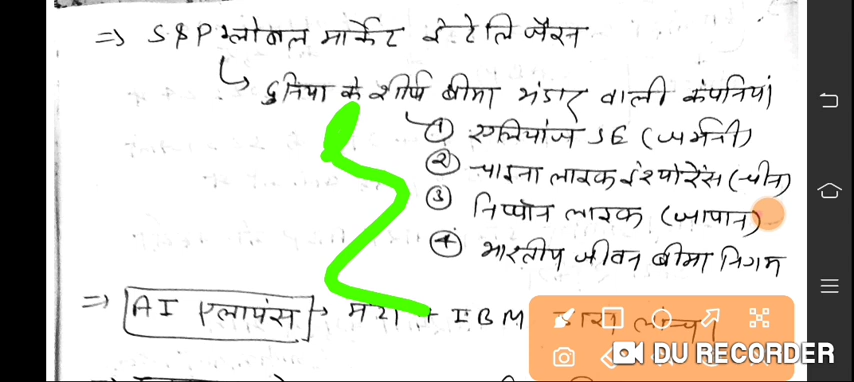 ⇒ S&P ग्लोबल मार्केट इंटेलिजेंस
↳ दुनिया के शीर्ष बीमा भंडार वाली कंपनियां
① एलियांज SE (जर्मनी)
② चाइना लाइफ इंश्योरेंस (चीन)
③ निप्पॉन लाइफ (जापान)
④ भारतीय जीवन बीमा निगम
⇒ AI एलायंस → मेटा + IBM द्वारा लॉन्च
DU RECORDER